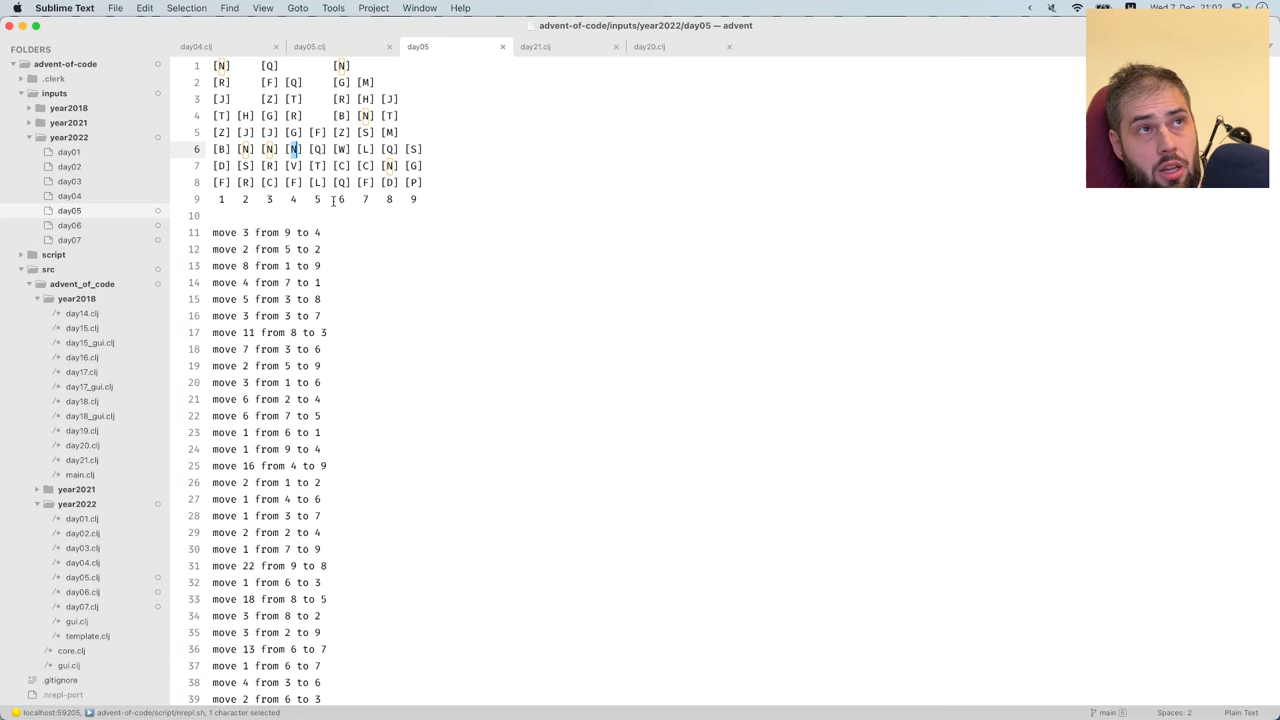 Sublime Text File Edit Selection Find View Goto Tools Project Window Help
advent-of-code/inputs/year2022/day05 — advent
FOLDERS
day04.clj × day05.clj × day05 × day21.clj × day20.clj ×
advent-of-code
.clerk
inputs
year2018
year2021
year2022
day01
day02
day03
day04
day05
day06
day07
script
src
advent_of_code
year2018
/* day14.clj
/* day15.clj
/* day15_gui.clj
/* day16.clj
/* day17.clj
/* day17_gui.clj
/* day18.clj
/* day18_gui.clj
/* day19.clj
/* day20.clj
/* day21.clj
/* main.clj
year2021
year2022
/* day01.clj
/* day02.clj
/* day03.clj
/* day04.clj
/* day05.clj
/* day06.clj
/* day07.clj
/* gui.clj
/* template.clj
/* core.clj
/* gui.clj
.gitignore
.nrepl-port
1 [N]     [Q]         [N]
2 [R]     [F] [Q]     [G] [M]
3 [J]     [Z] [T]     [R] [H] [J]
4 [T] [H] [G] [R]     [B] [N] [T]
5 [Z] [J] [J] [G] [F] [Z] [S] [M]
6 [B] [N] [N] [N] [Q] [W] [L] [Q] [S]
7 [D] [S] [R] [V] [T] [C] [C] [N] [G]
8 [F] [R] [C] [F] [L] [Q] [F] [D] [P]
9  1   2   3   4   5   6   7   8   9
10
11 move 3 from 9 to 4
12 move 2 from 5 to 2
13 move 8 from 1 to 9
14 move 4 from 7 to 1
15 move 5 from 3 to 8
16 move 3 from 3 to 7
17 move 11 from 8 to 3
18 move 7 from 3 to 6
19 move 2 from 5 to 9
20 move 3 from 1 to 6
21 move 6 from 2 to 4
22 move 6 from 7 to 5
23 move 1 from 6 to 1
24 move 1 from 9 to 4
25 move 16 from 4 to 9
26 move 2 from 1 to 2
27 move 1 from 4 to 6
28 move 1 from 3 to 7
29 move 2 from 2 to 4
30 move 1 from 7 to 9
31 move 22 from 9 to 8
32 move 1 from 6 to 3
33 move 18 from 8 to 5
34 move 3 from 8 to 2
35 move 3 from 2 to 9
36 move 13 from 6 to 7
37 move 1 from 6 to 7
38 move 4 from 3 to 6
39 move 2 from 6 to 3
localhost:59205, advent-of-code/script/nrepl.sh, 1 character selected
main 6 Spaces: 2 Plain Text